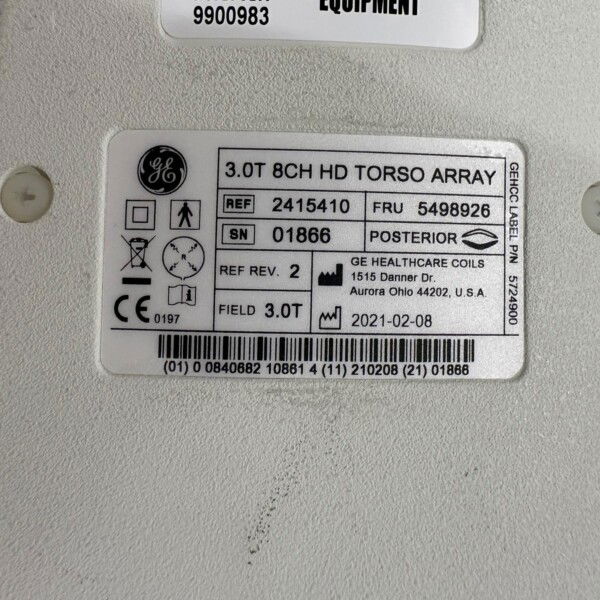 EQUIPMENT
9900983
GE
3.0T 8CH HD TORSO ARRAY
REF 2415410 FRU 5498926
SN 01866 POSTERIOR
REF REV. 2
GE HEALTHCARE COILS
1515 Danner Dr.
Aurora Ohio 44202, U.S.A.
FIELD 3.0T
2021-02-08
R
i
CE 0197
(01) 0 0840682 10861 4 (11) 210208 (21) 01866
GEHCC LABEL P/N 5724900